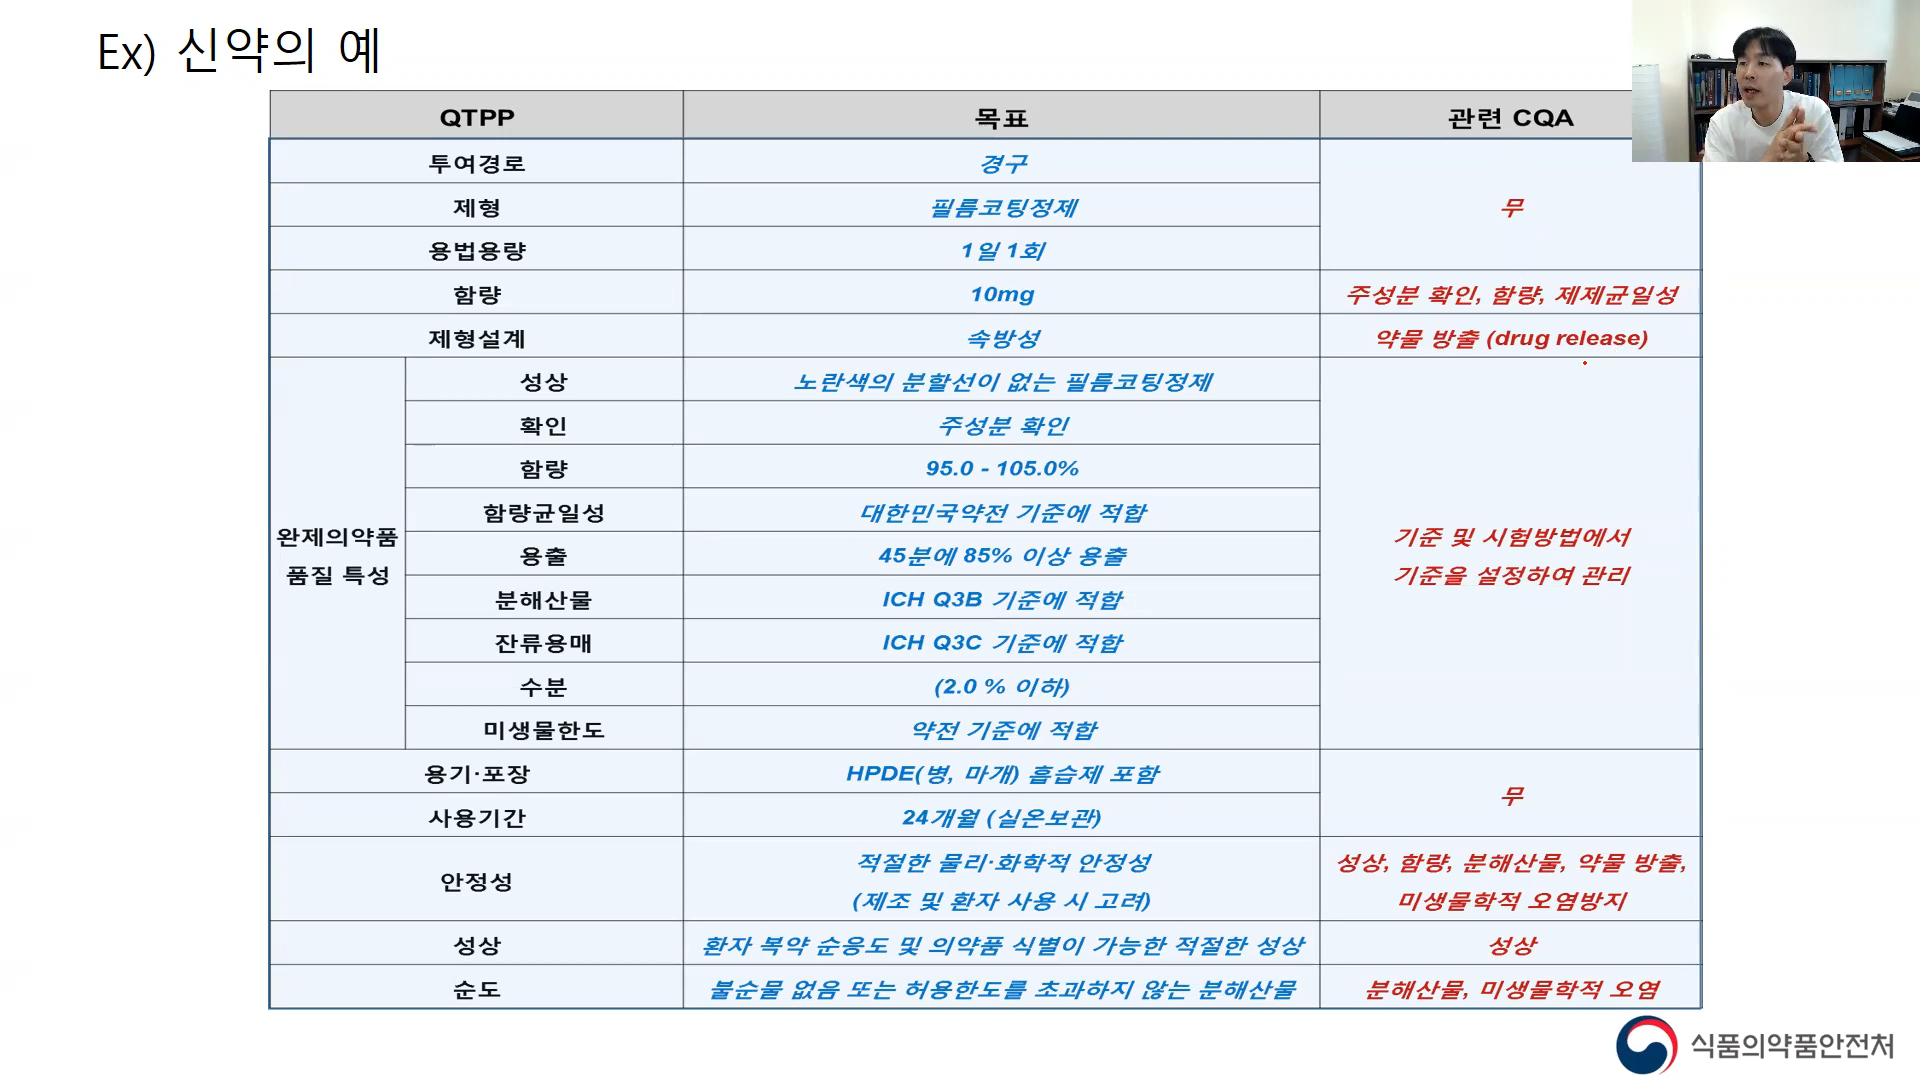 Ex) 신약의 예
QTPP 목표 관련 CQA
투여경로 경구
제형 필름코팅정제 무
용법용량 1일 1회
함량 10mg 주성분 확인, 함량, 제제균일성
제형설계 속방성 약물 방출 (drug release)
완제의약품
품질 특성
성상 노란색의 분할선이 없는 필름코팅정제
확인 주성분 확인
함량 95.0 - 105.0%
함량균일성 대한민국약전 기준에 적합
용출 45분에 85% 이상 용출
분해산물 ICH Q3B 기준에 적합
잔류용매 ICH Q3C 기준에 적합
수분 (2.0 % 이하)
미생물한도 약전 기준에 적합
기준 및 시험방법에서
기준을 설정하여 관리
용기·포장 HPDE(병, 마개) 흡습제 포함
사용기간 24개월 (실온보관)
무
안정성
적절한 물리·화학적 안정성
(제조 및 환자 사용 시 고려)
성상, 함량, 분해산물, 약물 방출,
미생물학적 오염방지
성상 환자 복약 순응도 및 의약품 식별이 가능한 적절한 성상 성상
순도 불순물 없음 또는 허용한도를 초과하지 않는 분해산물 분해산물, 미생물학적 오염
식품의약품안전처